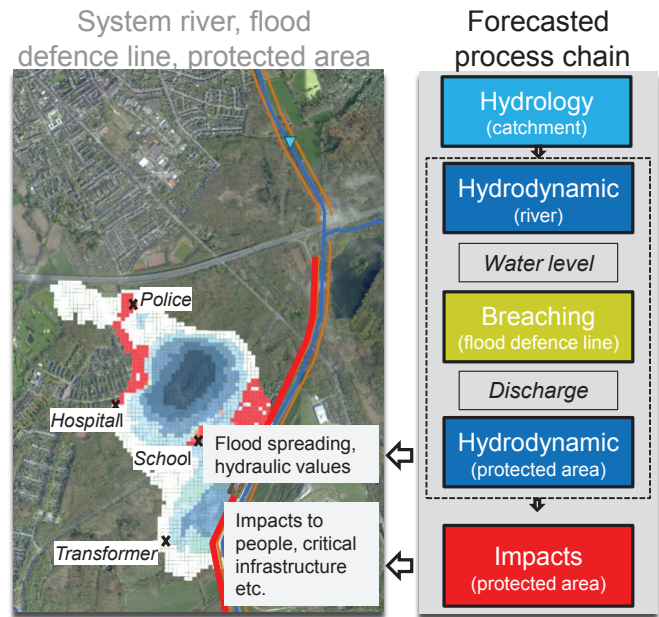 System river, flood
defence line, protected area
Police
Hospitall
School
Transformer
Flood spreading,
hydraulic values
Impacts to
people, critical
infrastructure
etc.
Forecasted
process chain
Hydrology
(catchment)
Hydrodynamic
(river)
Water level
Breaching
(flood defence line)
Discharge
Hydrodynamic
(protected area)
Impacts
(protected area)